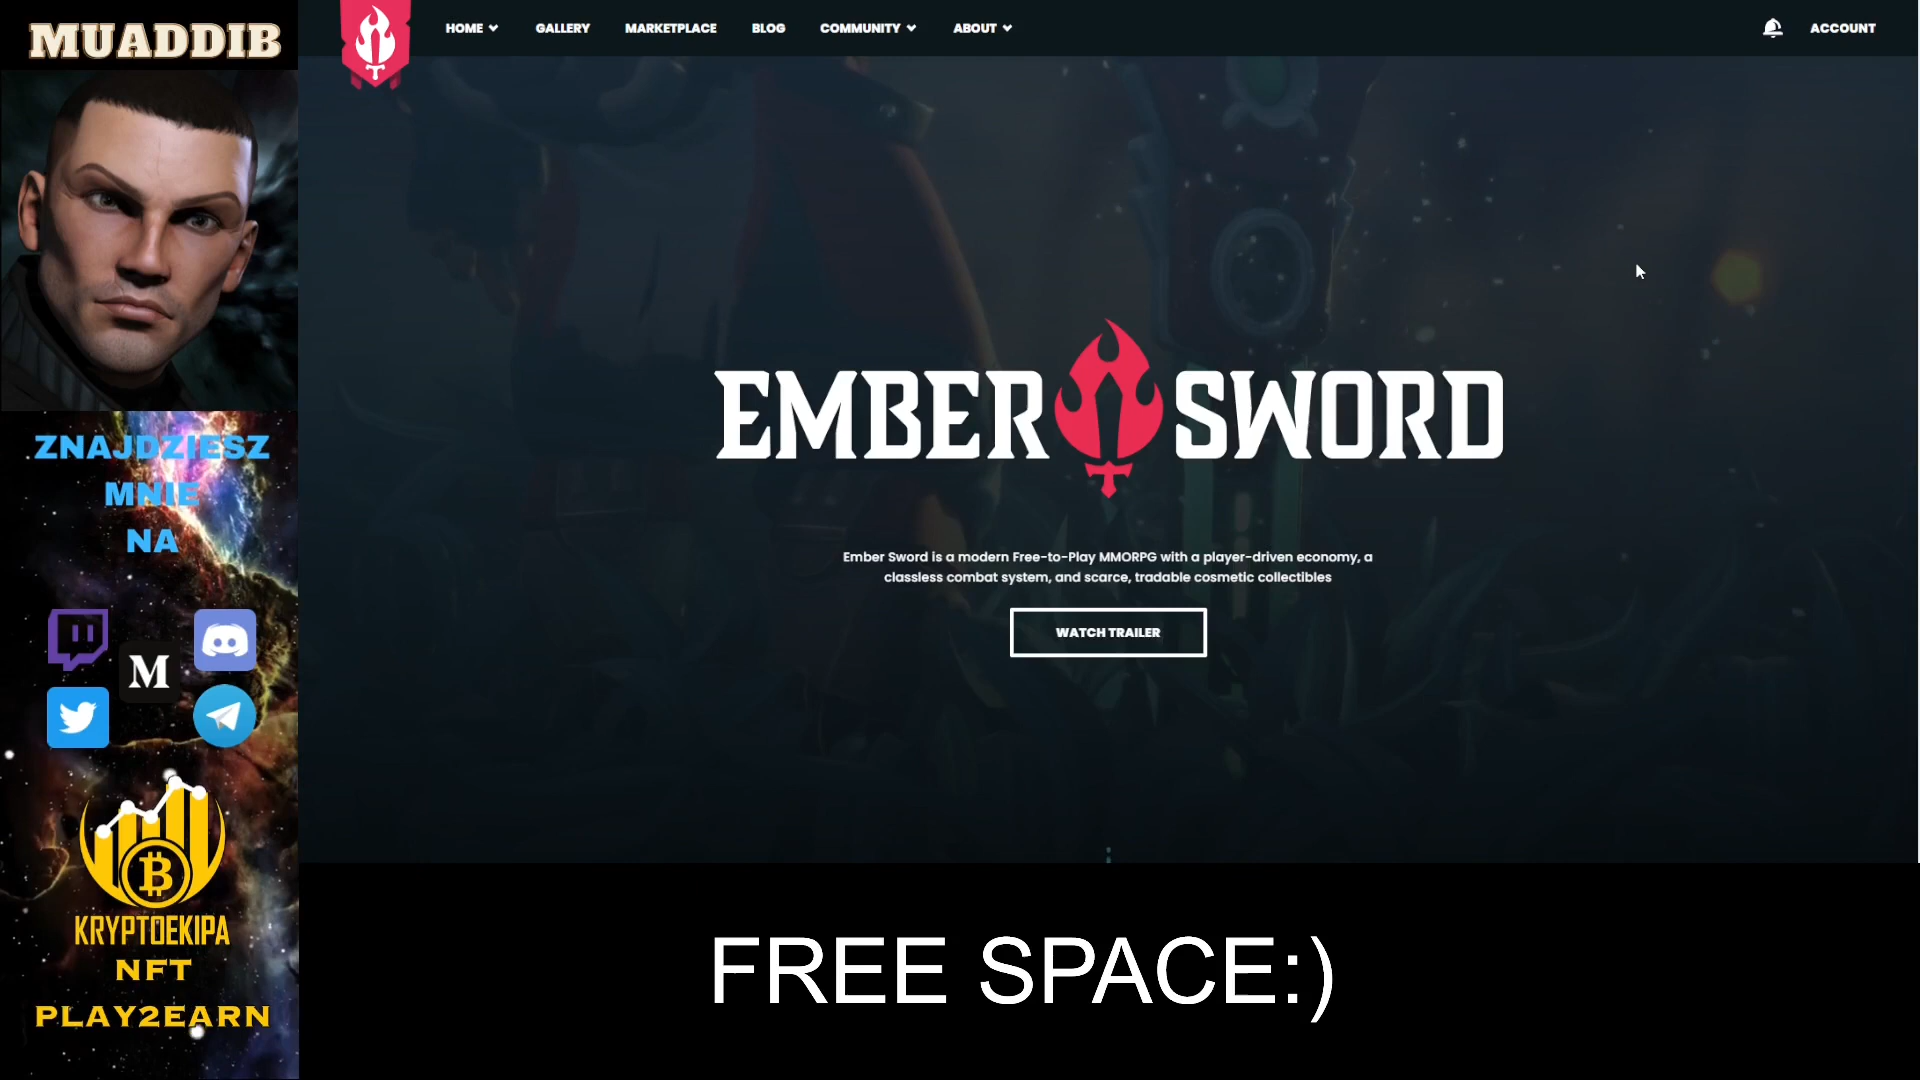 MUADDIB
HOME
GALLERY
MARKETPLACE
BLOG
COMMUNITY
ABOUT
ACCOUNT
ZNAJDZIESZ
MNIE
NA
M
KRYPTOEKIPA
NFT
PLAY2EARN
EMBER SWORD
Ember Sword is a modern Free-to-Play MMORPG with a player-driven economy, a
classless combat system, and scarce, tradable cosmetic collectibles
WATCH TRAILER
FREE SPACE:)